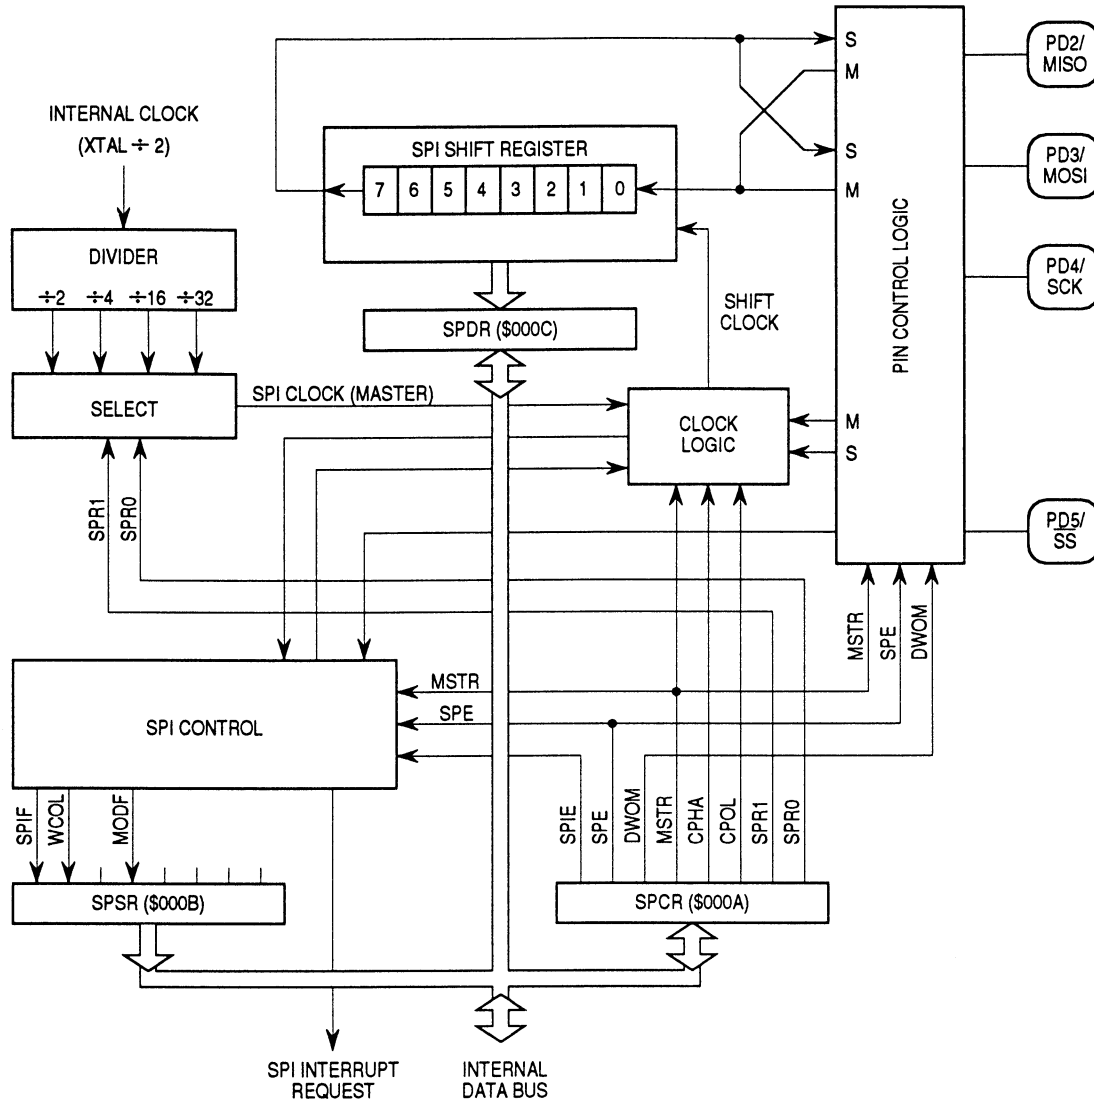 INTERNAL CLOCK
(XTAL ÷ 2)
DIVIDER
÷2 ÷4 ÷16 ÷32
SELECT
SPR1
SPR0
SPI SHIFT REGISTER
7 6 5 4 3 2 1 0
SPDR ($000C)
SHIFT
CLOCK
SPI CLOCK (MASTER)
CLOCK
LOGIC
S
M
S
M
M
S
PIN CONTROL LOGIC
PD2/
MISO
PD3/
MOSI
PD4/
SCK
PD5/
SS
MSTR
SPE
DWOM
MSTR
SPE
SPI CONTROL
SPIF
WCOL
MODF
SPIE
SPE
DWOM
MSTR
CPHA
CPOL
SPR1
SPR0
SPSR ($000B)
SPCR ($000A)
SPI INTERRUPT
REQUEST
INTERNAL
DATA BUS